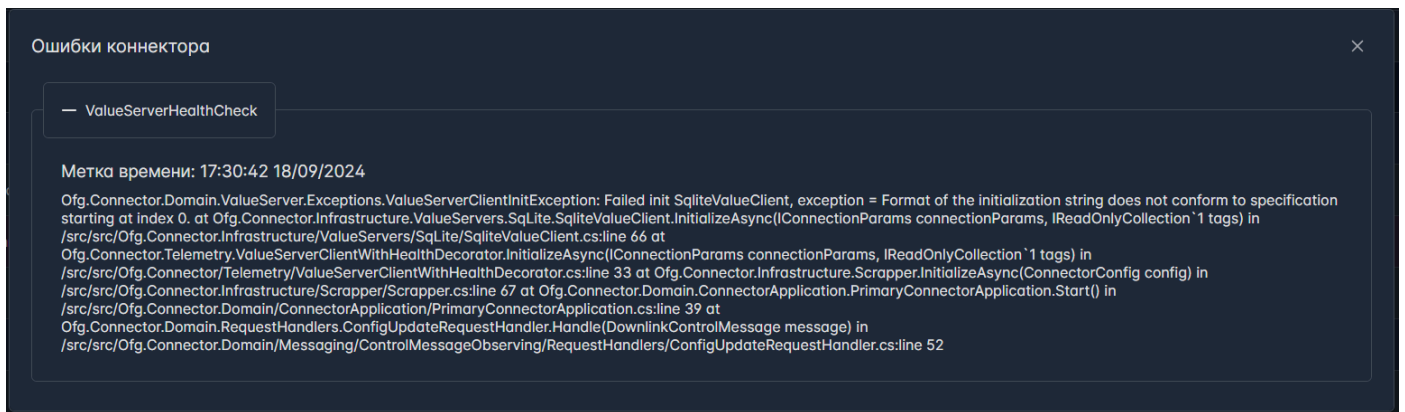 Ошибки коннектора
— ValueServerHealthCheck
Метка времени: 17:30:42 18/09/2024
Ofg.Connector.Domain.ValueServer.Exceptions.ValueServerClientInitException: Failed init SqliteValueClient, exception = Format of the initialization string does not conform to specification
starting at index 0. at Ofg.Connector.Infrastructure.ValueServers.SqLite.SqliteValueClient.InitializeAsync(IConnectionParams connectionParams, IReadOnlyCollection`1 tags) in
/src/src/Ofg.Connector.Infrastructure/ValueServers/SqLite/SqliteValueClient.cs:line 66 at
Ofg.Connector.Telemetry.ValueServerClientWithHealthDecorator.InitializeAsync(IConnectionParams connectionParams, IReadOnlyCollection`1 tags) in
/src/src/Ofg.Connector/Telemetry/ValueServerClientWithHealthDecorator.cs:line 33 at Ofg.Connector.Infrastructure.Scrapper.InitializeAsync(ConnectorConfig config) in
/src/src/Ofg.Connector.Infrastructure/Scrapper/Scrapper.cs:line 67 at Ofg.Connector.Domain.ConnectorApplication.PrimaryConnectorApplication.Start() in
/src/src/Ofg.Connector.Domain/ConnectorApplication/PrimaryConnectorApplication.cs:line 39 at
Ofg.Connector.Domain.RequestHandlers.ConfigUpdateRequestHandler.Handle(DownlinkControlMessage message) in
/src/src/Ofg.Connector.Domain/Messaging/ControlMessageObserving/RequestHandlers/ConfigUpdateRequestHandler.cs:line 52